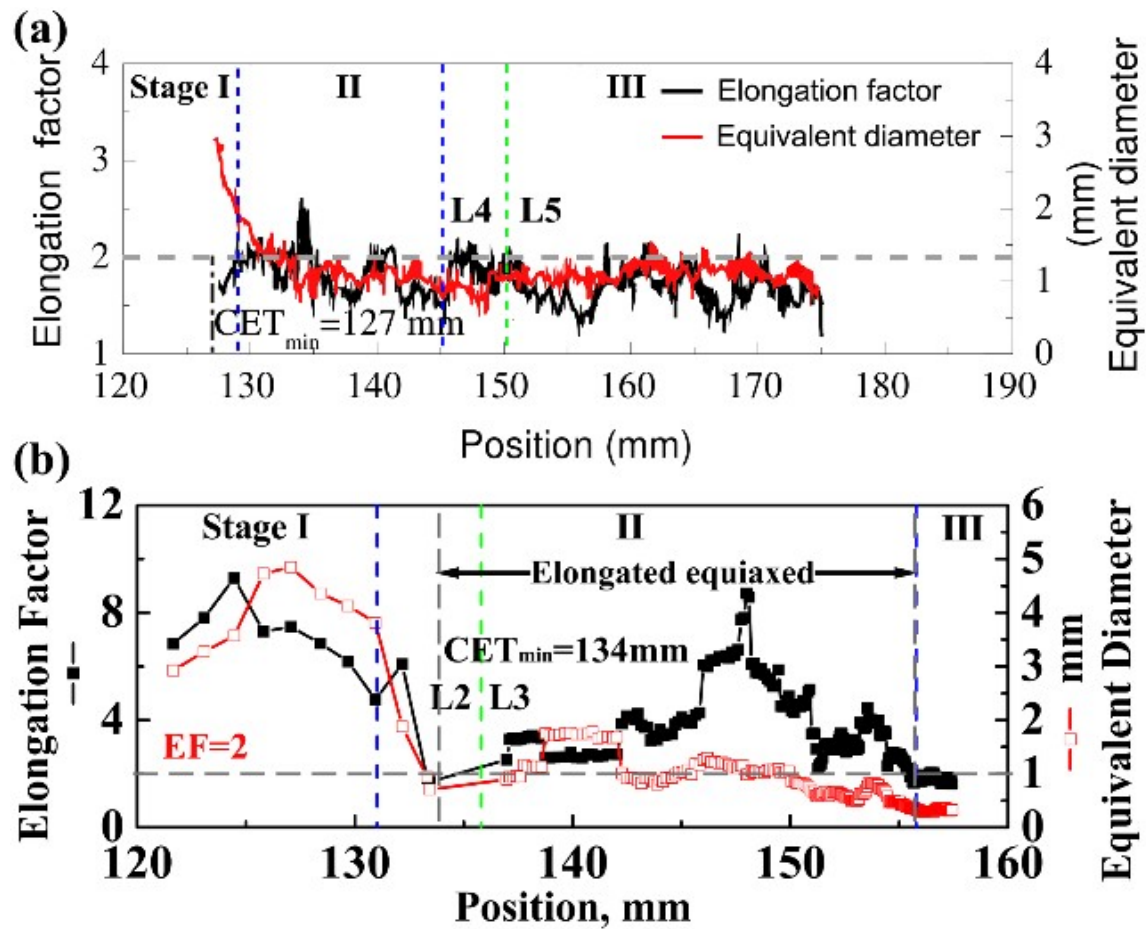 (a)
Elongation factor
4
3
2
1
Stage I
II
III
Elongation factor
Equivalent diameter
L4
L5
CETmin=127 mm
4
3
2
1
0
Equivalent diameter
(mm)
120
130
140
150
160
170
180
190
Position (mm)
(b)
Elongation Factor
12
8
4
0
Stage I
II
III
Elongated equiaxed
CETmin=134mm
L2
L3
EF=2
6
5
4
3
2
1
0
mm
Equivalent Diameter
120
130
140
150
160
Position, mm